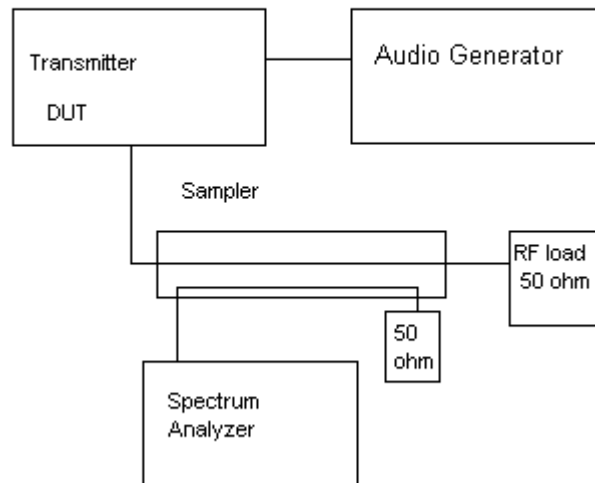 Transmitter
DUT
Audio Generator
Sampler
RF load
50 ohm
50
ohm
Spectrum
Analyzer